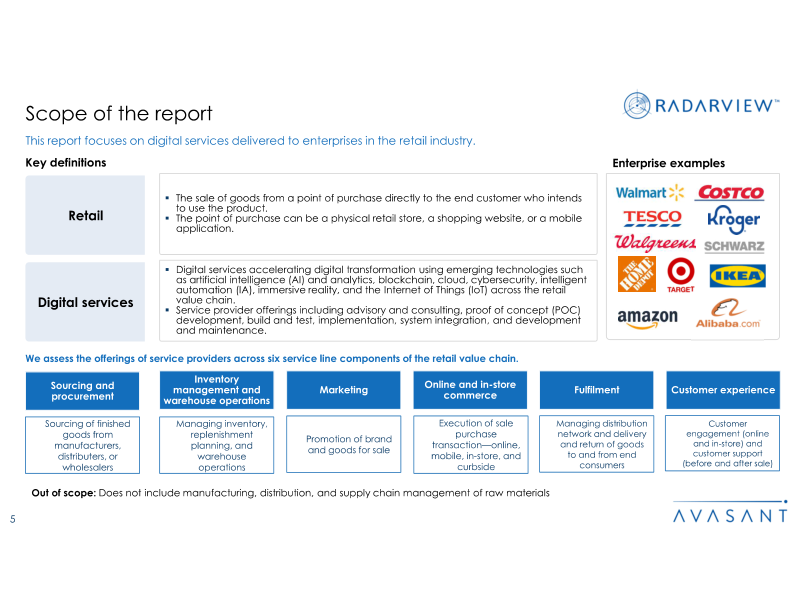 Scope of the report
RADARVIEW™
This report focuses on digital services delivered to enterprises in the retail industry.
Key definitions
Enterprise examples
Retail
▪ The sale of goods from a point of purchase directly to the end customer who intends
to use the product.
▪ The point of purchase can be a physical retail store, a shopping website, or a mobile
application.
Digital services
▪ Digital services accelerating digital transformation using emerging technologies such
as artificial intelligence (AI) and analytics, blockchain, cloud, cybersecurity, intelligent
automation (IA), immersive reality, and the Internet of Things (IoT) across the retail
value chain.
▪ Service provider offerings including advisory and consulting, proof of concept (POC)
development, build and test, implementation, system integration, and development
and maintenance.
Walmart
COSTCO
TESCO
Kroger
Walgreens
SCHWARZ
THE
HOME
DEPOT
TARGET
IKEA
amazon
Alibaba.com
We assess the offerings of service providers across six service line components of the retail value chain.
Sourcing and
procurement
Sourcing of finished
goods from
manufacturers,
distributers, or
wholesalers
Inventory
management and
warehouse operations
Managing inventory,
replenishment
planning, and
warehouse
operations
Marketing
Promotion of brand
and goods for sale
Online and in-store
commerce
Execution of sale
purchase
transaction—online,
mobile, in-store, and
curbside
Fulfilment
Managing distribution
network and delivery
and return of goods
to and from end
consumers
Customer experience
Customer
engagement (online
and in-store) and
customer support
(before and after sale)
Out of scope: Does not include manufacturing, distribution, and supply chain management of raw materials
5
AVASANT